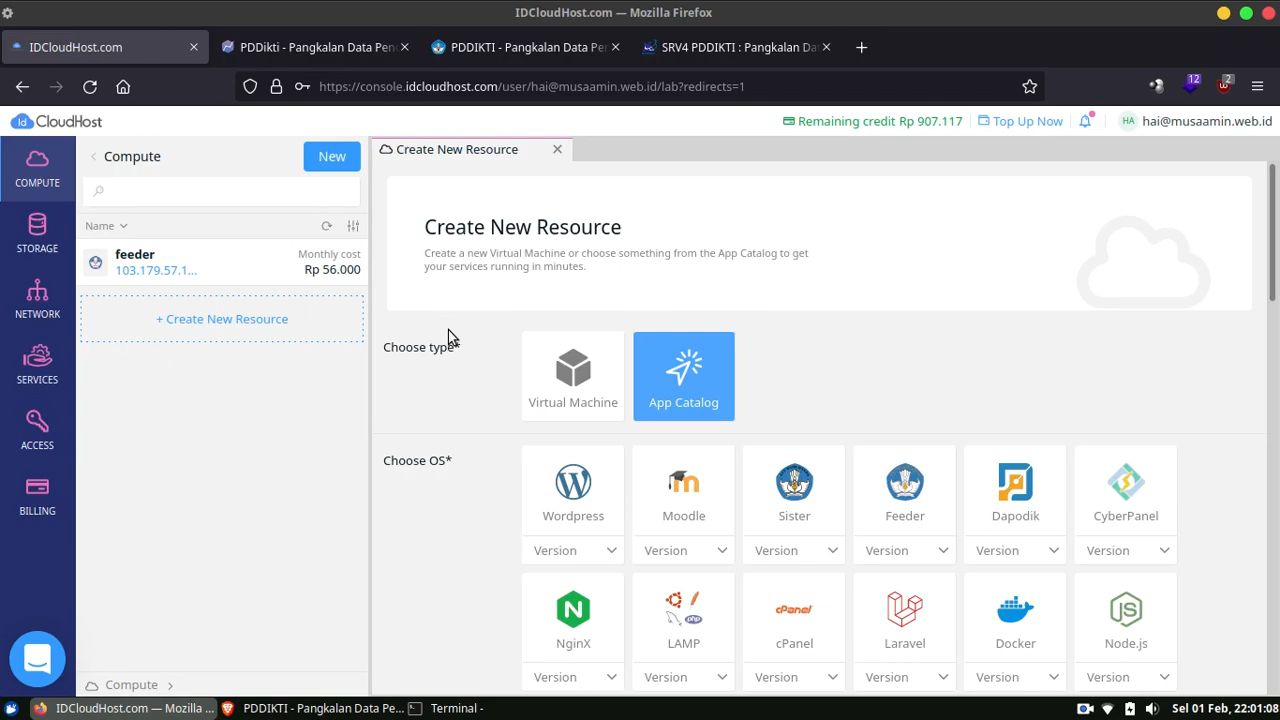 IDCloudHost.com — Mozilla Firefox
IDCloudHost.com
PDDikti - Pangkalan Data Pen
PDDIKTI - Pangkalan Data Pe
SRV4 PDDIKTI : Pangkalan Da
https://console.idcloudhost.com/user/hai@musaamin.web.id/lab?redirects=1
12
2
Id CloudHost
Remaining credit Rp 907.117
Top Up Now
HA
hai@musaamin.web.id
COMPUTE
STORAGE
NETWORK
SERVICES
ACCESS
BILLING
Compute
New
Name
feeder
Monthly cost
103.179.57.1...
Rp 56.000
+ Create New Resource
Compute
Create New Resource
Create New Resource
Create a new Virtual Machine or choose something from the App Catalog to get
your services running in minutes.
Choose type*
Virtual Machine
App Catalog
Choose OS*
Wordpress
Moodle
Sister
Feeder
Dapodik
CyberPanel
Version
Version
Version
Version
Version
Version
NginX
LAMP
cPanel
cPanel
Laravel
Docker
Node.js
Version
Version
Version
Version
Version
Version
IDCloudHost.com — Mozilla ...
PDDIKTI - Pangkalan Data Pe...
Terminal -
Sel 01 Feb, 22:01:08